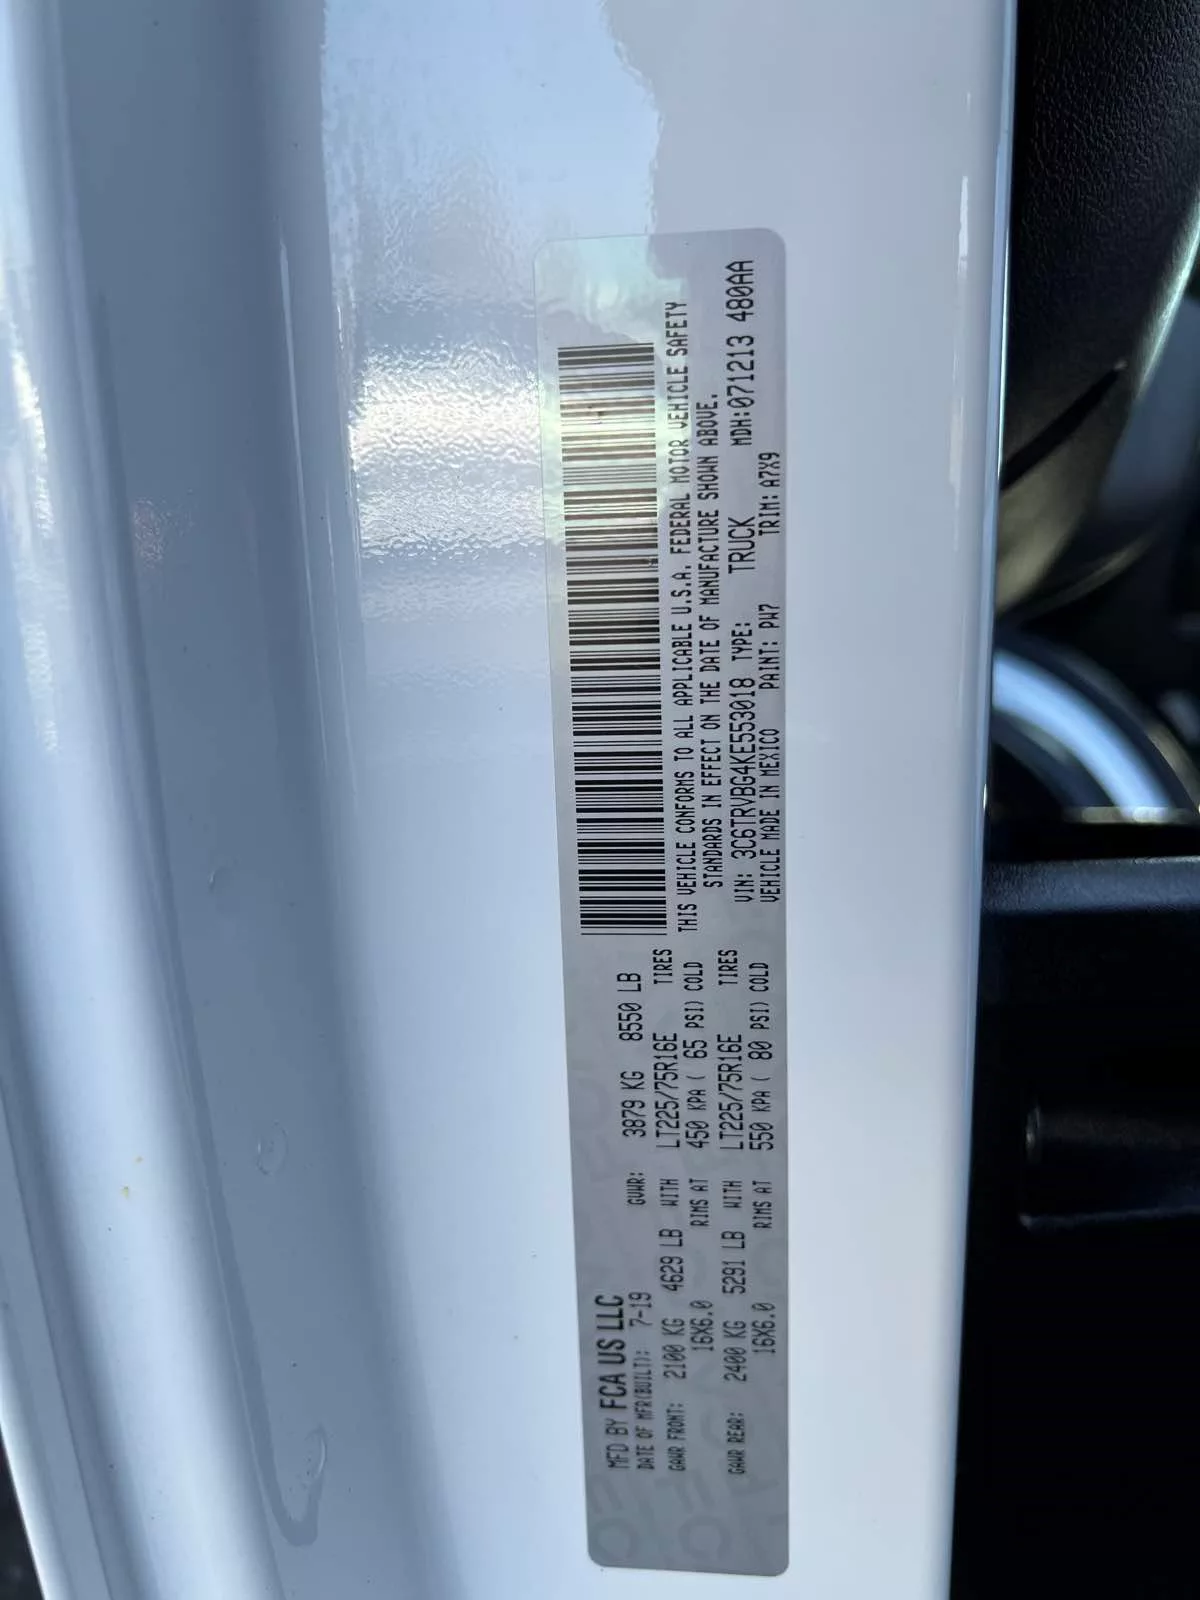 MFD BY FCA US LLC
DATE OF MFR(BUILT): 7-19 GVWR: 3879 KG 8550 LB
GAWR FRONT: 2100 KG 4629 LB WITH LT225/75R16E TIRES
16X6.0 RIMS AT 450 KPA ( 65 PSI) COLD
GAWR REAR: 2400 KG 5291 LB WITH LT225/75R16E TIRES
16X6.0 RIMS AT 550 KPA ( 80 PSI) COLD
THIS VEHICLE CONFORMS TO ALL APPLICABLE U.S.A. FEDERAL MOTOR VEHICLE SAFETY
STANDARDS IN EFFECT ON THE DATE OF MANUFACTURE SHOWN ABOVE.
VIN: 3C6TRVBG4KE553018 TYPE: TRUCK MDH:071213 480AA
VEHICLE MADE IN MEXICO PAINT: PW7 TRIM: A7X9